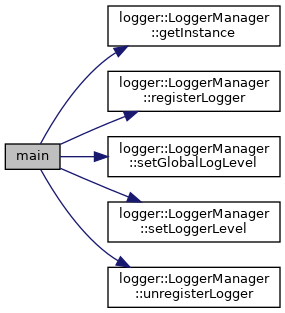 main
logger::LoggerManager
::getInstance
logger::LoggerManager
::registerLogger
logger::LoggerManager
::setGlobalLogLevel
logger::LoggerManager
::setLoggerLevel
logger::LoggerManager
::unregisterLogger